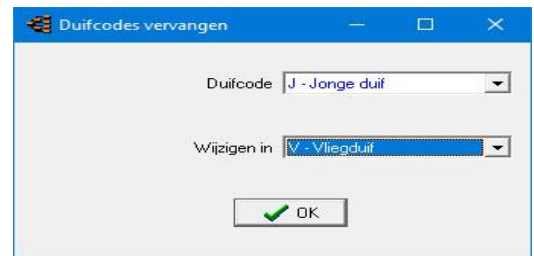 Duifcodes vervangen
Duifcode J - Jonge duif
Wijzigen in V - Vliegduif
OK